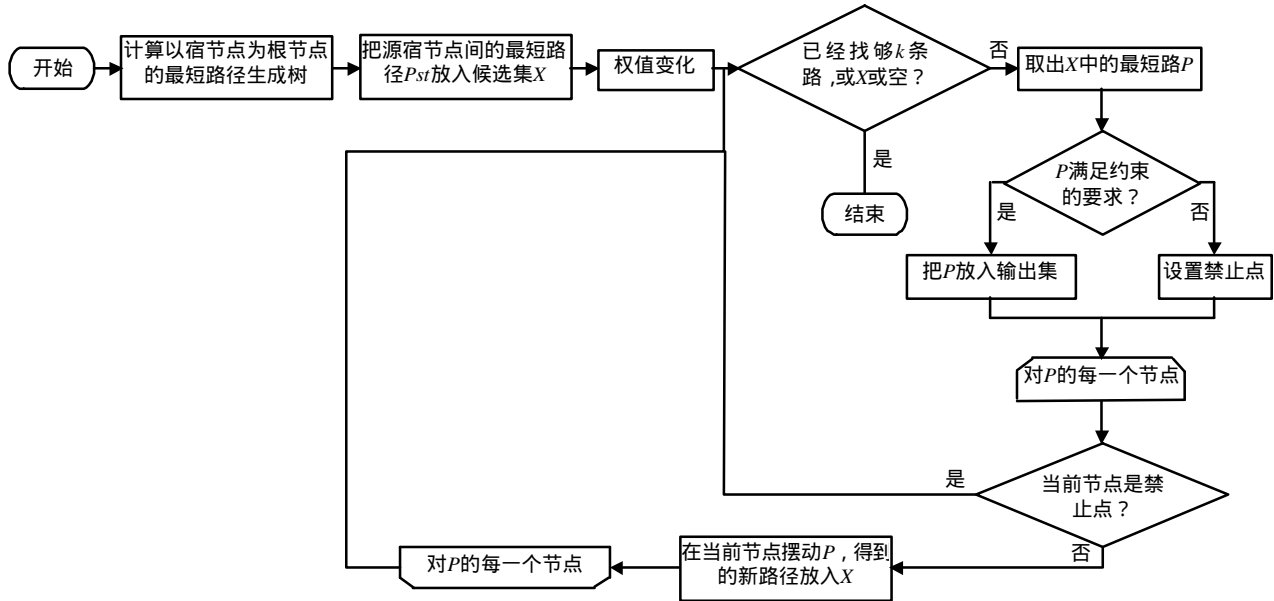 开始
计算以宿节点为根节点
的最短路径生成树
把源宿节点间的最短路
径Pst放入候选集X
权值变化
已经找够k条
路,或X或空?
否
取出X中的最短路P
是
结束
P满足约束
的要求?
是
否
把P放入输出集
设置禁止点
对P的每一个节点
当前节点是禁
止点?
是
否
在当前节点摆动P,得到
的新路径放入X
对P的每一个节点